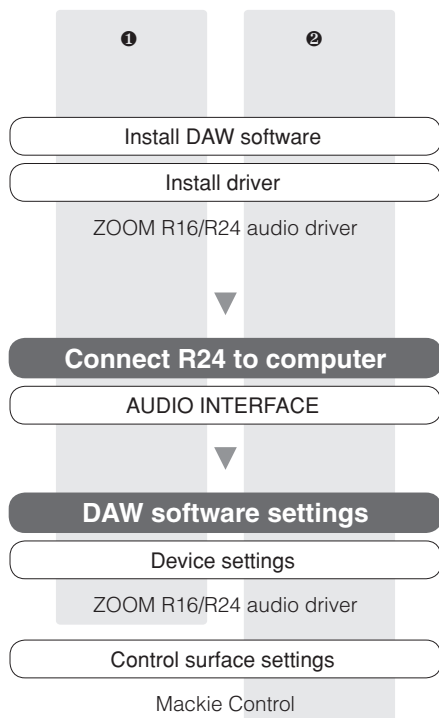 ❶ ❷
Install DAW software
Install driver
ZOOM R16/R24 audio driver
Connect R24 to computer
AUDIO INTERFACE
DAW software settings
Device settings
ZOOM R16/R24 audio driver
Control surface settings
Mackie Control